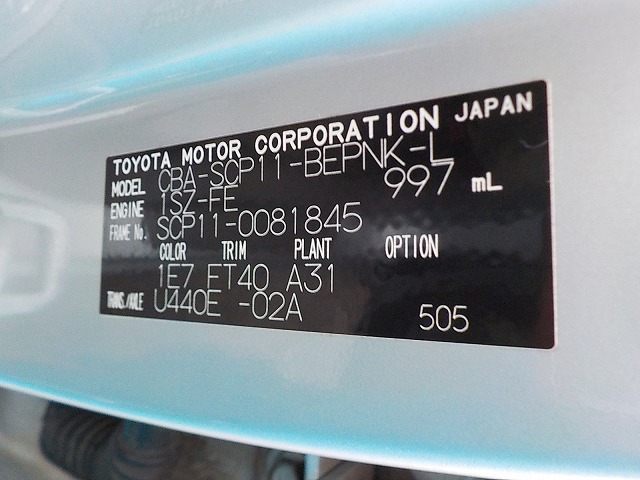 TOYOTA MOTOR CORPORATION JAPAN
MODEL CBA-SCP11-BEPNK-L
ENGINE 1SZ-FE 997 mL
FRAME No. SCP11-0081845
COLOR TRIM PLANT OPTION
1E7 FT40 A31
TRANS./AXLE U440E -02A
505